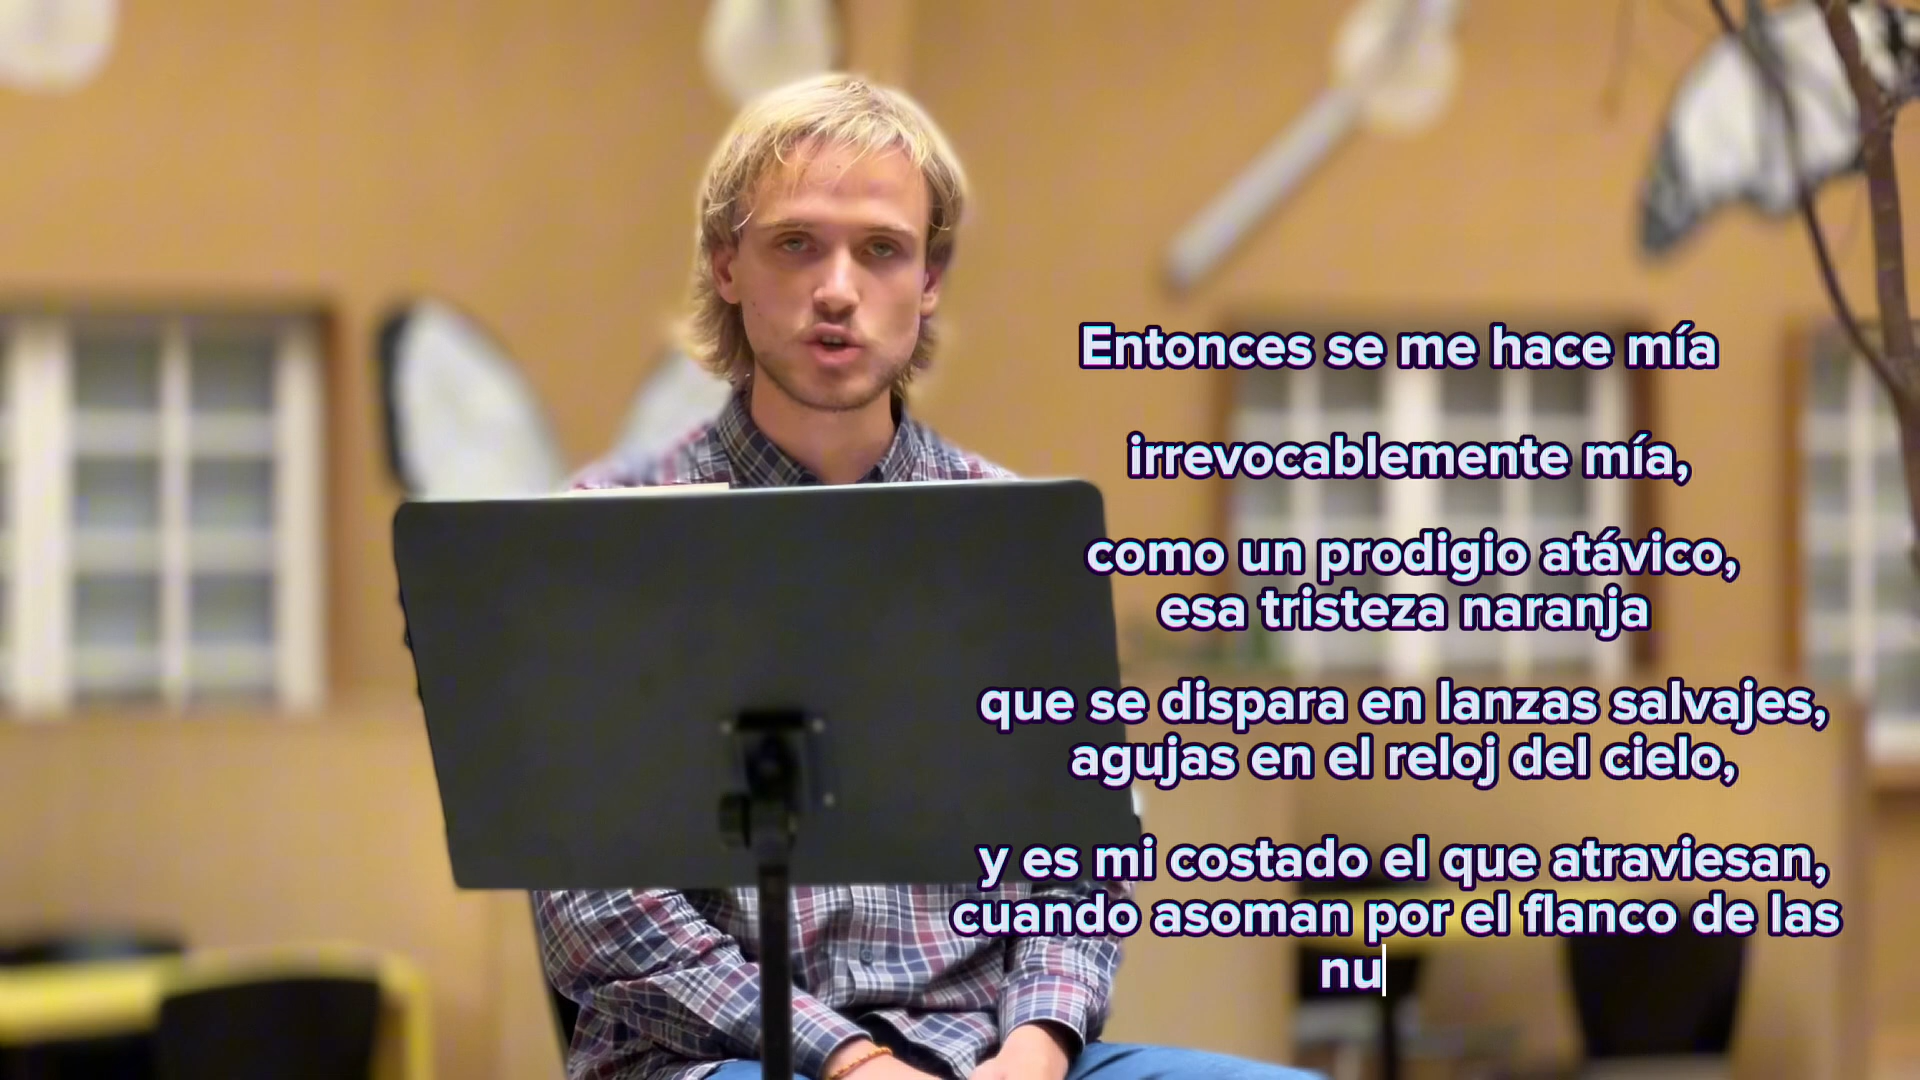 Entonces se me hace mía
irrevocablemente mía,
como un prodigio atávico,
esa tristeza naranja
que se dispara en lanzas salvajes,
agujas en el reloj del cielo,
y es mi costado el que atraviesan,
cuando asoman por el flanco de las
nu